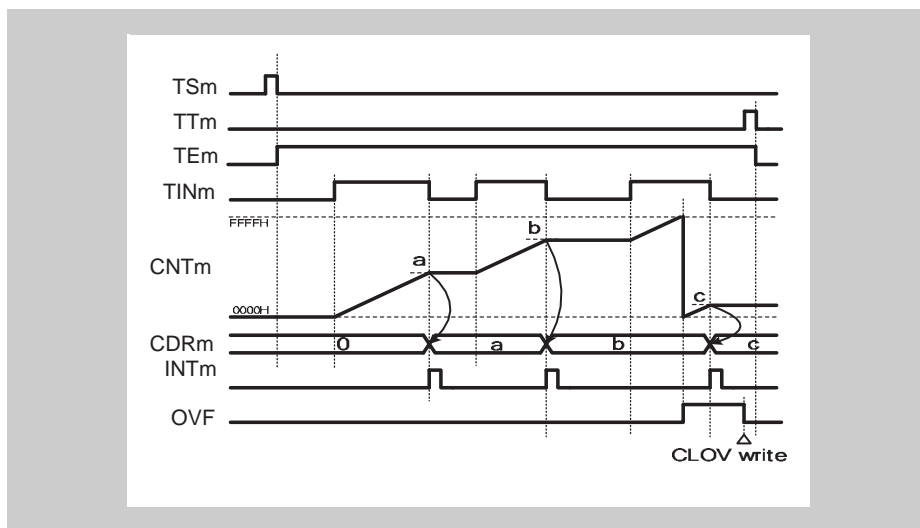 TSm
TTm
TEm
TINm
FFFFH
b
a
CNTm
c
0000H
CDRm 0 a b c
INTm
OVF
CLOV write